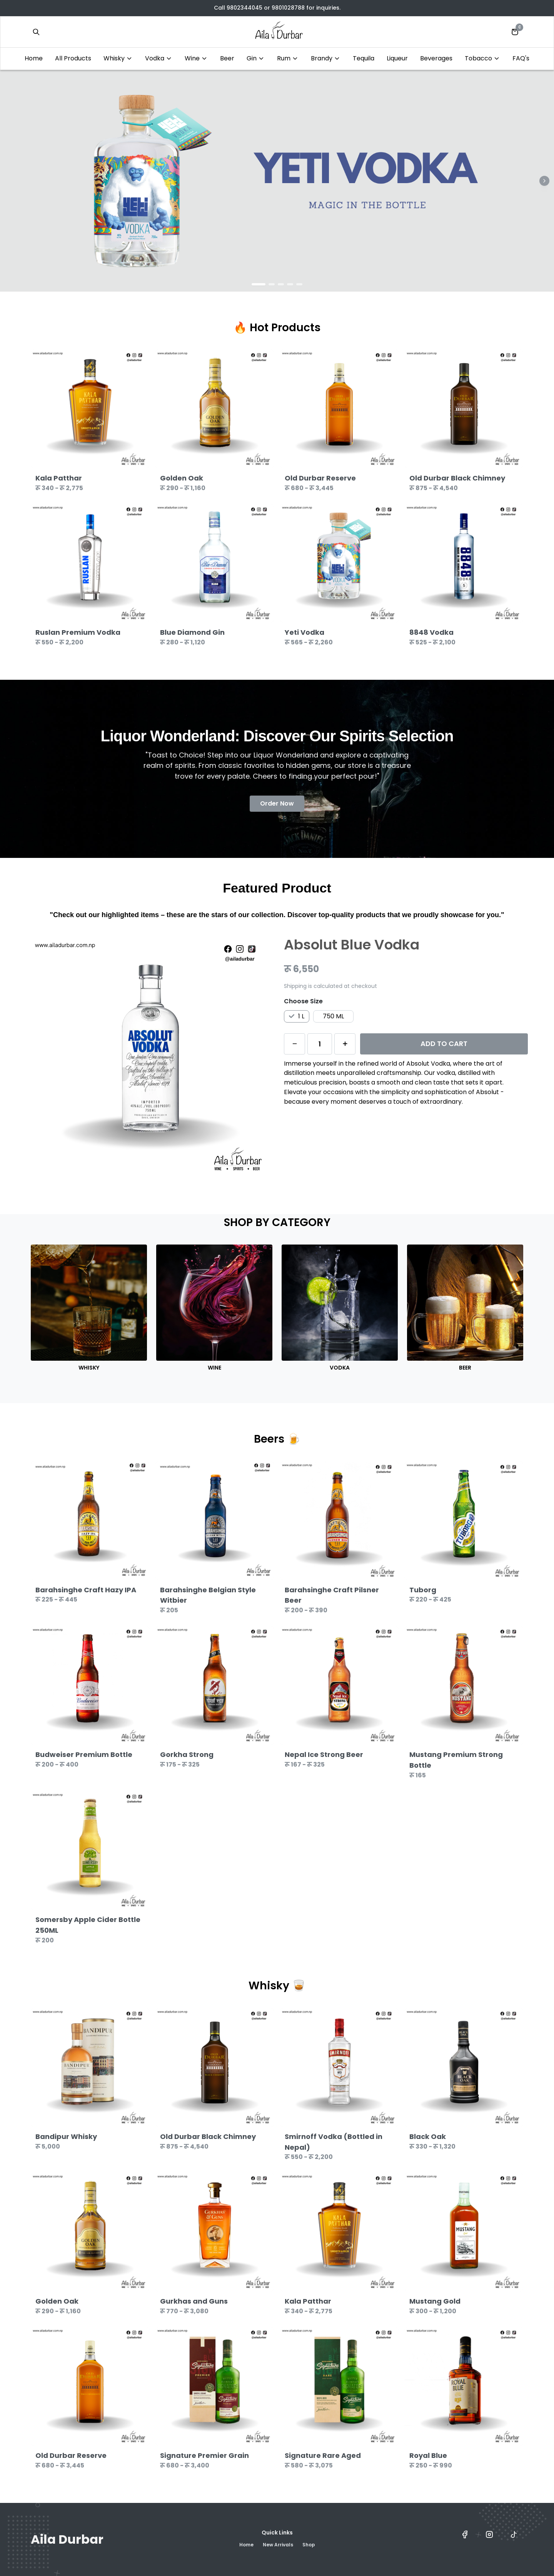 Call 9802344045 or 9801028788 for inquiries.
Aila Durbar
0
Home All Products Whisky Vodka Wine Beer Gin Rum Brandy Tequila Liqueur Beverages Tobacco FAQ's
YETI VODKA
MAGIC IN THE BOTTLE
🔥 Hot Products
Kala Patthar
रु 340 - रु 2,775
Golden Oak
रु 290 - रु 1,160
Old Durbar Reserve
रु 680 - रु 3,445
Old Durbar Black Chimney
रु 875 - रु 4,540
Ruslan Premium Vodka
रु 550 - रु 2,200
Blue Diamond Gin
रु 280 - रु 1,120
Yeti Vodka
रु 565 - रु 2,260
8848 Vodka
रु 525 - रु 2,100
Liquor Wonderland: Discover Our Spirits Selection
"Toast to Choice! Step into our Liquor Wonderland and explore a captivating
realm of spirits. From classic favorites to hidden gems, our store is a treasure
trove for every palate. Cheers to finding your perfect pour!"
Order Now
Featured Product
"Check out our highlighted items – these are the stars of our collection. Discover top-quality products that we proudly showcase for you."
www.ailadurbar.com.np
@ailadurbar
ABSOLUT
VODKA
Aila Durbar
WINE • SPIRITS • BEER
Absolut Blue Vodka
रु 6,550
Shipping is calculated at checkout
Choose Size
1 L 750 ML
− 1 + ADD TO CART
Immerse yourself in the refined world of Absolut Vodka, where the art of
distillation meets unparalleled craftsmanship. Our vodka, distilled with
meticulous precision, boasts a smooth and clean taste that sets it apart.
Elevate your occasions with the simplicity and sophistication of Absolut -
because every moment deserves a touch of extraordinary.
SHOP BY CATEGORY
WHISKY
WINE
VODKA
BEER
Beers 🍺
Barahsinghe Craft Hazy IPA
रु 225 - रु 445
Barahsinghe Belgian Style
Witbier
रु 205
Barahsinghe Craft Pilsner
Beer
रु 200 - रु 390
Tuborg
रु 220 - रु 425
Budweiser Premium Bottle
रु 200 - रु 400
Gorkha Strong
रु 175 - रु 325
Nepal Ice Strong Beer
रु 167 - रु 325
Mustang Premium Strong
Bottle
रु 165
Somersby Apple Cider Bottle
250ML
रु 200
Whisky 🥃
Bandipur Whisky
रु 5,000
Old Durbar Black Chimney
रु 875 - रु 4,540
Smirnoff Vodka (Bottled in
Nepal)
रु 550 - रु 2,200
Black Oak
रु 330 - रु 1,320
Golden Oak
रु 290 - रु 1,160
Gurkhas and Guns
रु 770 - रु 3,080
Kala Patthar
रु 340 - रु 2,775
Mustang Gold
रु 300 - रु 1,200
Old Durbar Reserve
रु 680 - रु 3,445
Signature Premier Grain
रु 680 - रु 3,400
Signature Rare Aged
रु 580 - रु 3,075
Royal Blue
रु 250 - रु 990
Aila Durbar
Quick Links
Home New Arrivals Shop